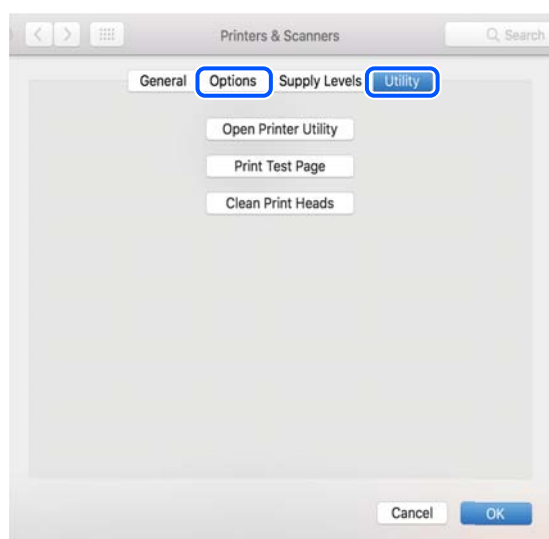 Printers & Scanners Search
General Options Supply Levels Utility
Open Printer Utility
Print Test Page
Clean Print Heads
Cancel OK